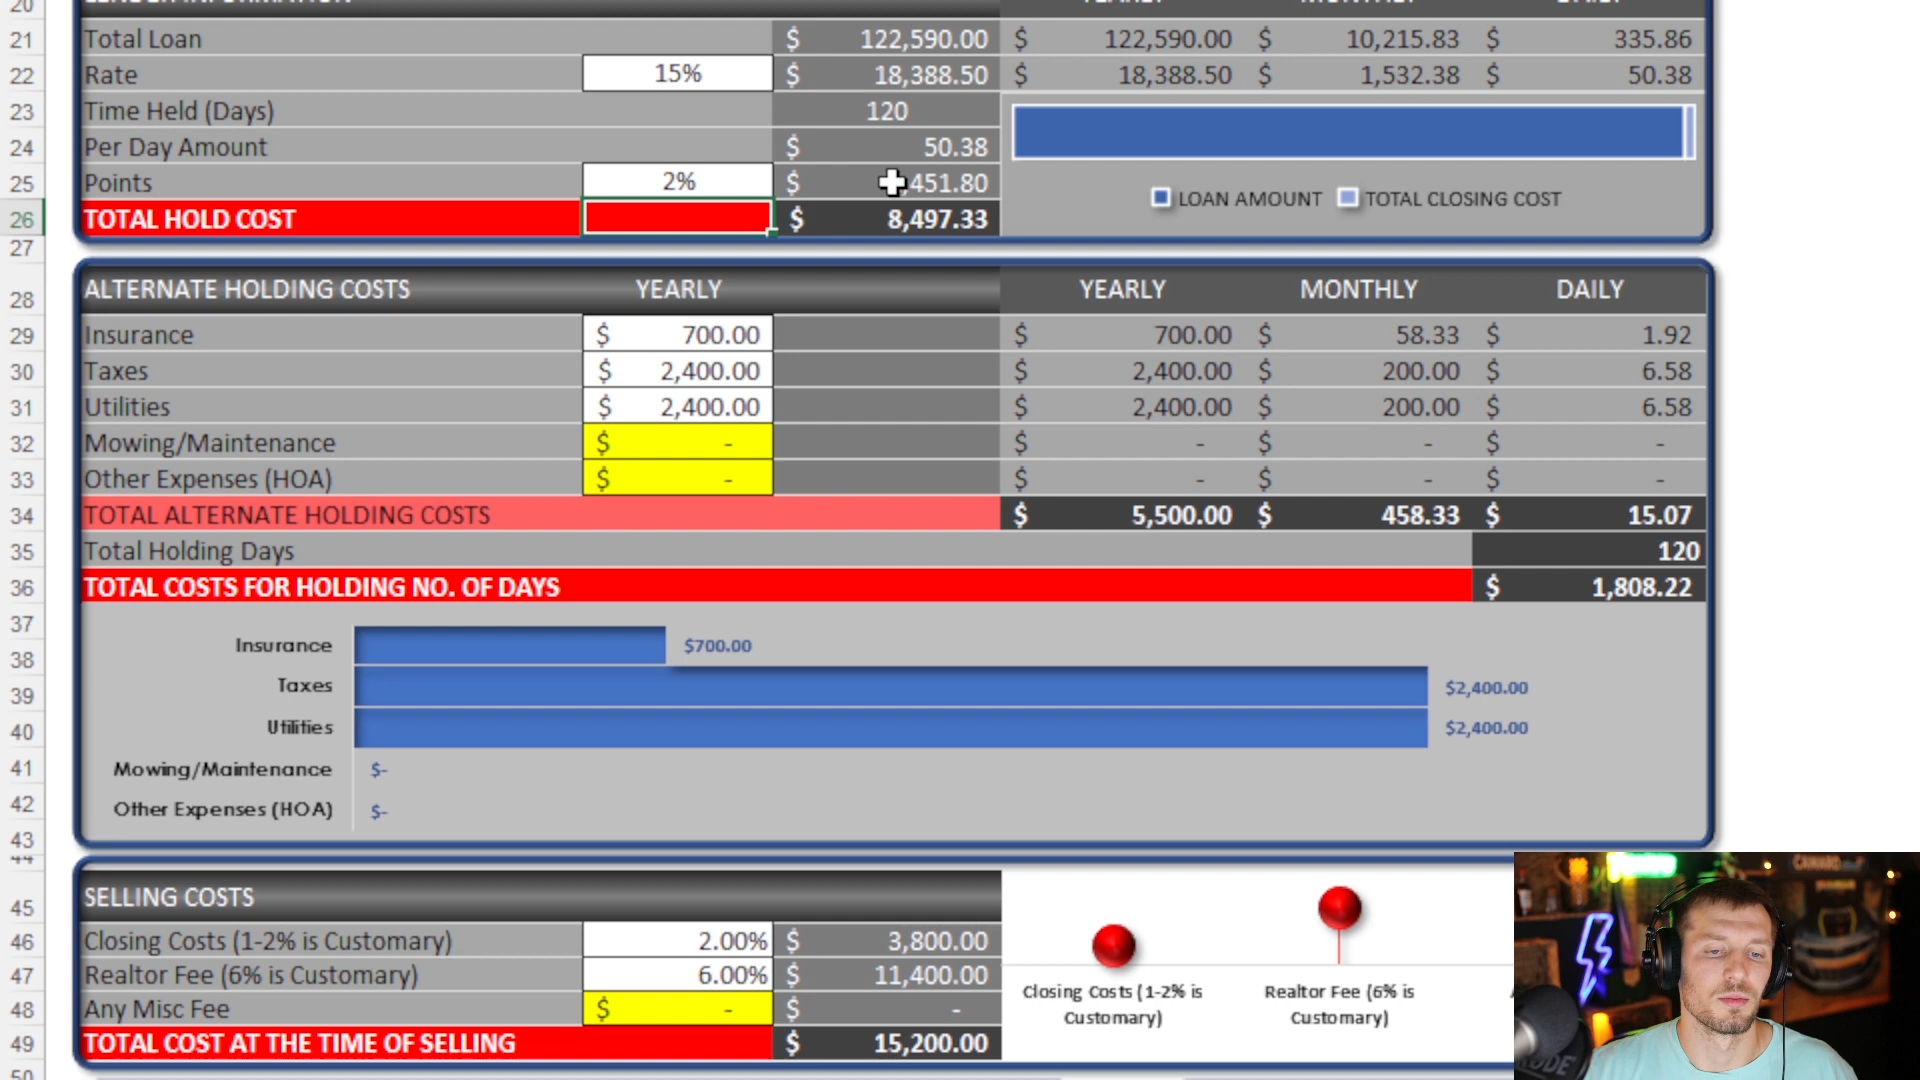 20
21 Total Loan $ 122,590.00 $ 122,590.00 $ 10,215.83 $ 335.86
22 Rate 15% $ 18,388.50 $ 18,388.50 $ 1,532.38 $ 50.38
23 Time Held (Days) 120
24 Per Day Amount $ 50.38
25 Points 2% $ ,451.80
LOAN AMOUNT TOTAL CLOSING COST
26 TOTAL HOLD COST $ 8,497.33
27
28 ALTERNATE HOLDING COSTS YEARLY YEARLY MONTHLY DAILY
29 Insurance $ 700.00 $ 700.00 $ 58.33 $ 1.92
30 Taxes $ 2,400.00 $ 2,400.00 $ 200.00 $ 6.58
31 Utilities $ 2,400.00 $ 2,400.00 $ 200.00 $ 6.58
32 Mowing/Maintenance $ - $ - $ - $ -
33 Other Expenses (HOA) $ - $ - $ - $ -
34 TOTAL ALTERNATE HOLDING COSTS $ 5,500.00 $ 458.33 $ 15.07
35 Total Holding Days 120
36 TOTAL COSTS FOR HOLDING NO. OF DAYS $ 1,808.22
37
38 Insurance $700.00
39 Taxes $2,400.00
40 Utilities $2,400.00
41 Mowing/Maintenance $-
42 Other Expenses (HOA) $-
43
44
45 SELLING COSTS
46 Closing Costs (1-2% is Customary) 2.00% $ 3,800.00
47 Realtor Fee (6% is Customary) 6.00% $ 11,400.00
48 Any Misc Fee $ - $ -
49 TOTAL COST AT THE TIME OF SELLING $ 15,200.00
Closing Costs (1-2% is
Customary)
Realtor Fee (6% is
Customary)
50